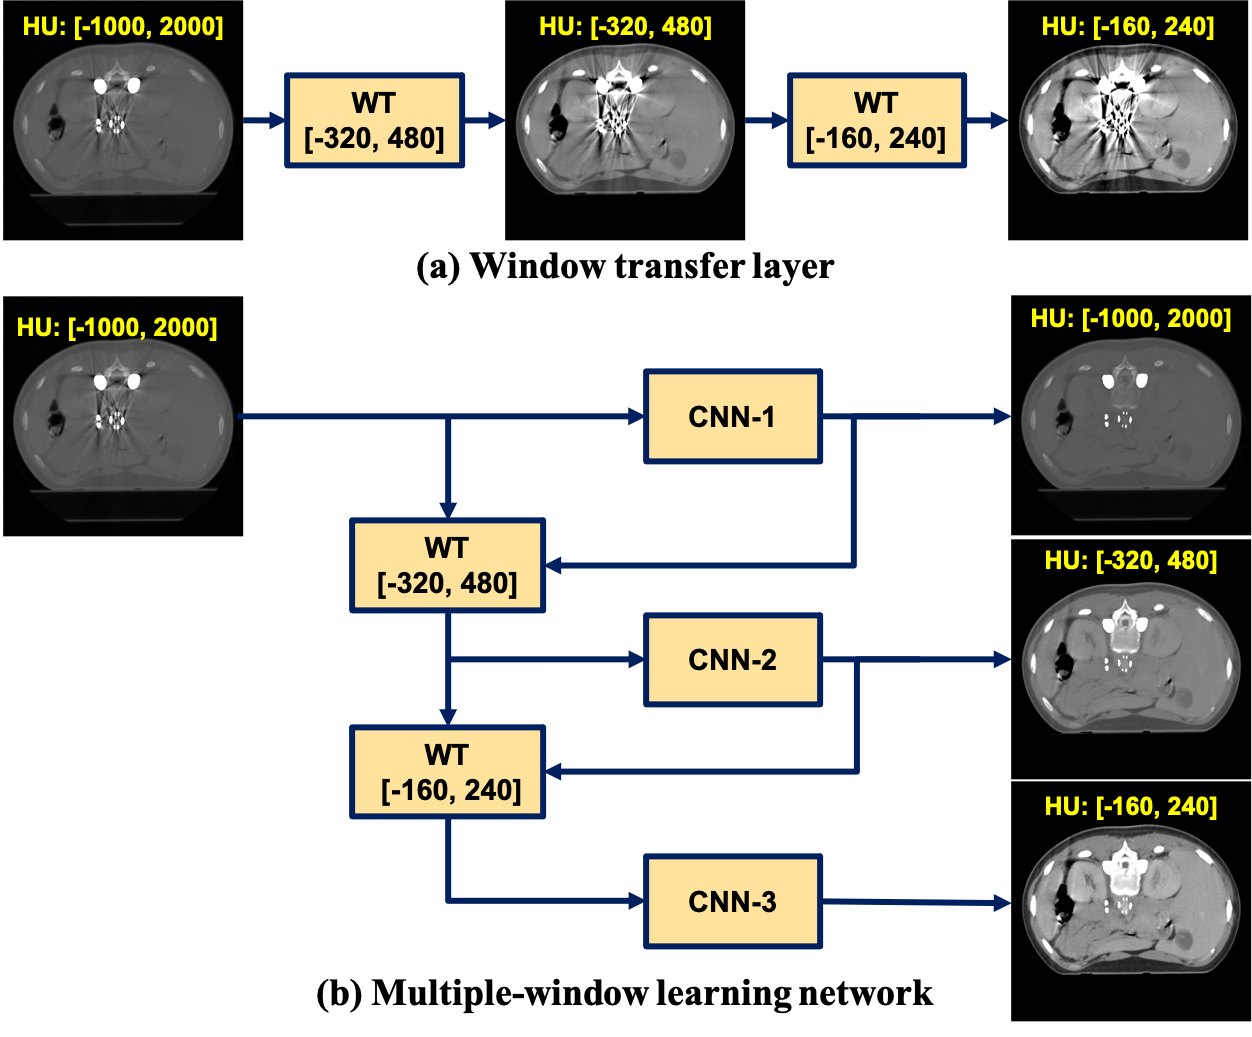 HU: [-1000, 2000]
WT
[-320, 480]
HU: [-320, 480]
WT
[-160, 240]
HU: [-160, 240]
(a) Window transfer layer
HU: [-1000, 2000]
CNN-1
HU: [-1000, 2000]
WT
[-320, 480]
CNN-2
HU: [-320, 480]
WT
[-160, 240]
CNN-3
HU: [-160, 240]
(b) Multiple-window learning network